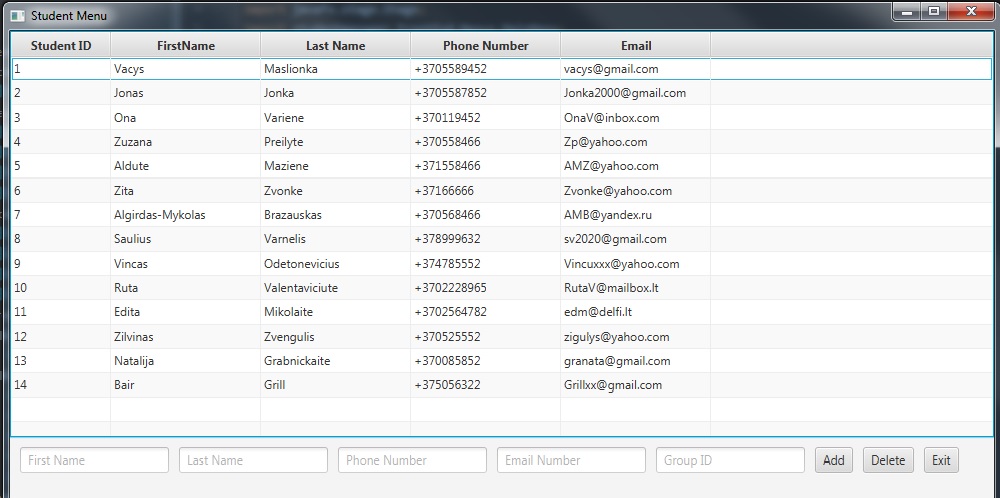 Student Menu
Student ID FirstName Last Name Phone Number Email
1 Vacys Maslionka +3705589452 vacys@gmail.com
2 Jonas Jonka +3705587852 Jonka2000@gmail.com
3 Ona Variene +370119452 OnaV@inbox.com
4 Zuzana Preilyte +370558466 Zp@yahoo.com
5 Aldute Maziene +371558466 AMZ@yahoo.com
6 Zita Zvonke +37166666 Zvonke@yahoo.com
7 Algirdas-Mykolas Brazauskas +370568466 AMB@yandex.ru
8 Saulius Varnelis +378999632 sv2020@gmail.com
9 Vincas Odetonevicius +374785552 Vincuxxx@yahoo.com
10 Ruta Valentaviciute +3702228965 RutaV@mailbox.lt
11 Edita Mikolaite +3702564782 edm@delfi.lt
12 Zilvinas Zvengulis +370525552 zigulys@yahoo.com
13 Natalija Grabnickaite +370085852 granata@gmail.com
14 Bair Grill +375056322 Grillxx@gmail.com
First Name Last Name Phone Number Email Number Group ID Add Delete Exit